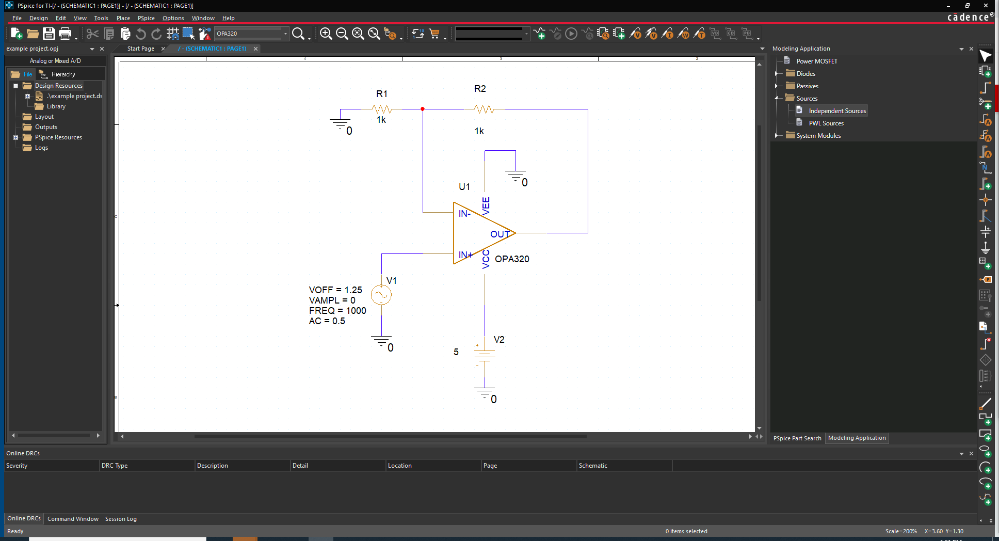 PSpice for TI-[/ - (SCHEMATIC1 : PAGE1)] - [/ - (SCHEMATIC1 : PAGE1)]
File Design Edit View Tools Place PSpice Options Window Help
cādence®
OPA320
example project.opj
Start Page
/ - (SCHEMATIC1 : PAGE1)
Modeling Application
Analog or Mixed A/D
File
Hierarchy
Design Resources
.\example project.ds
Library
Layout
Outputs
PSpice Resources
Logs
4
3
2
C
B
R1
1k
0
R2
1k
0
U1
VEE
IN-
OUT
IN+
VCC
OPA320
V1
VOFF = 1.25
VAMPL = 0
FREQ = 1000
AC = 0.5
+
-
0
V2
5
+
-
0
Power MOSFET
Diodes
Passives
Sources
Independent Sources
PWL Sources
System Modules
PSpice Part Search
Modeling Application
Online DRCs
Severity DRC Type Description Detail Location Page Schematic
Online DRCs Command Window Session Log
Ready
0 items selected
Scale=200% X=3.60 Y=1.30